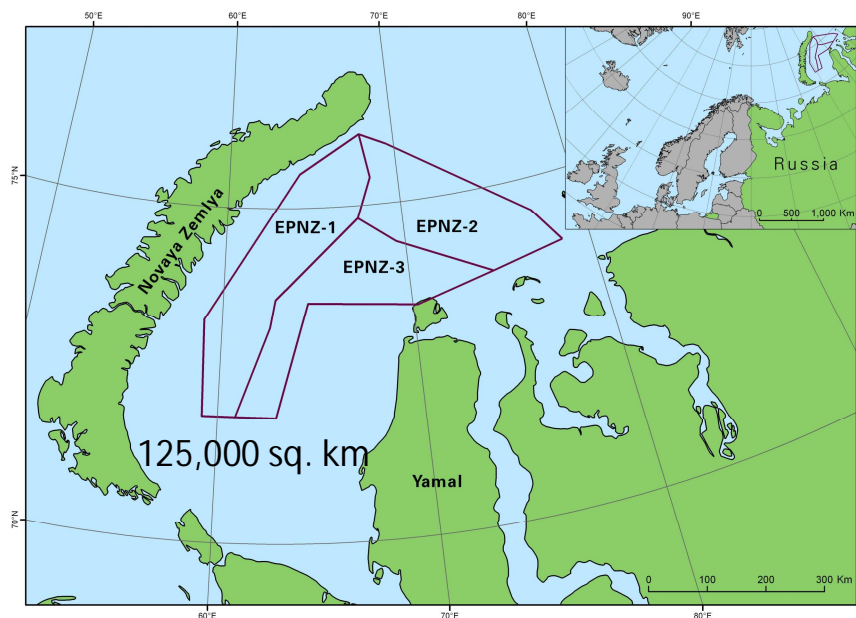 50°E 60°E 70°E 80°E 90°E
75°N
Novaya Zemlya
EPNZ-1
EPNZ-2
EPNZ-3
Russia
0 500 1,000 Km
125,000 sq. km
Yamal
70°N
0 100 200 300 Km
60°E 70°E 80°E